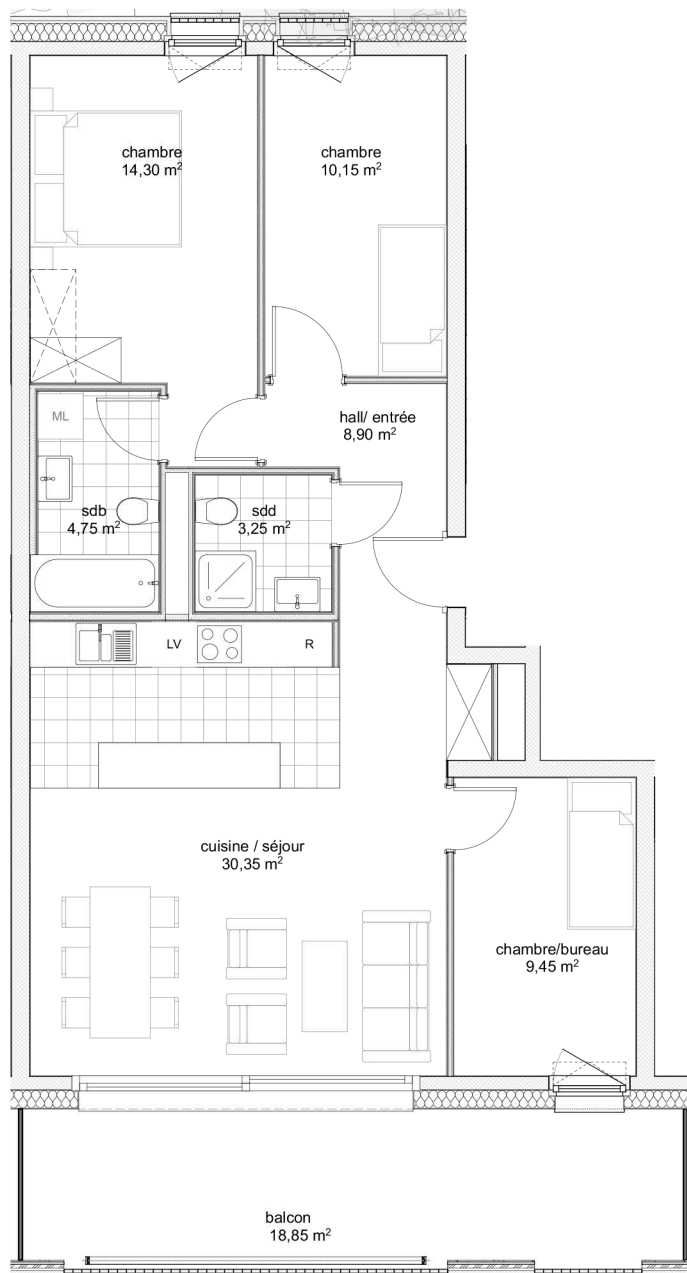 chambre
14,30 m²
chambre
10,15 m²
hall/ entrée
8,90 m²
ML
sdb
4,75 m²
sdd
3,25 m²
LV
R
cuisine / séjour
30,35 m²
chambre/bureau
9,45 m²
balcon
18,85 m²